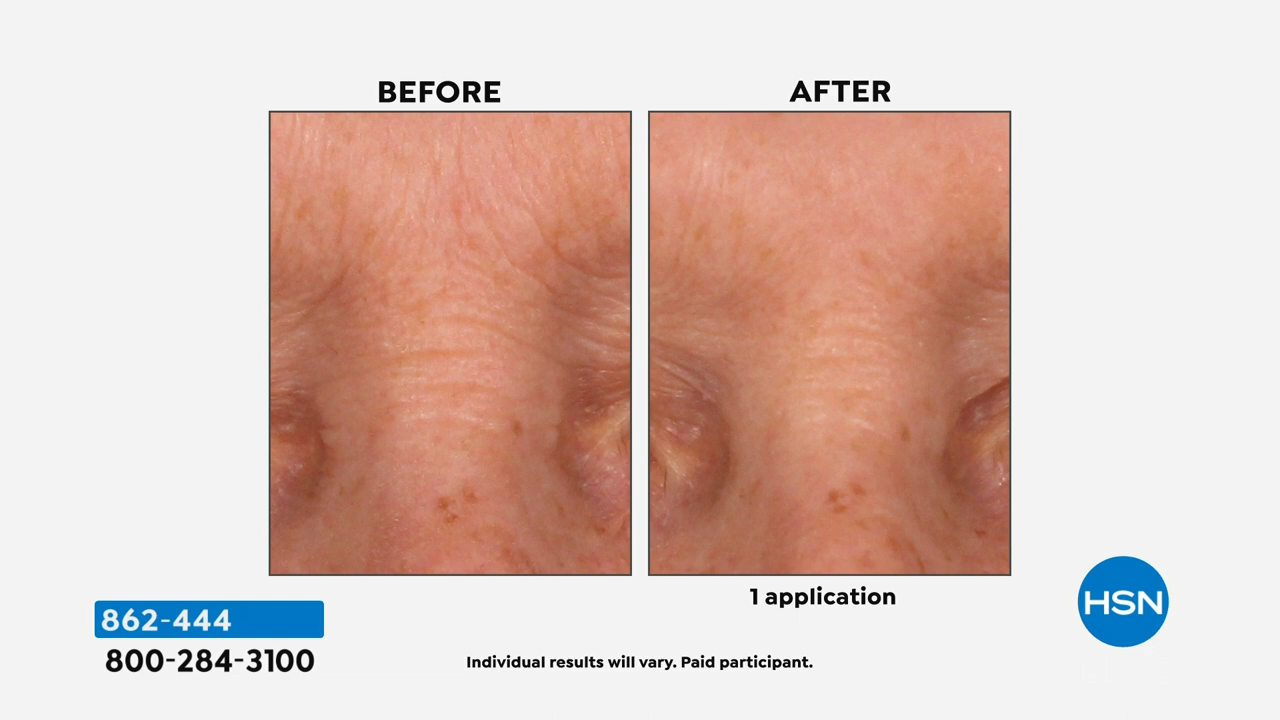 BEFORE
AFTER
1 application
862-444
800-284-3100
HSN
Individual results will vary. Paid participant.